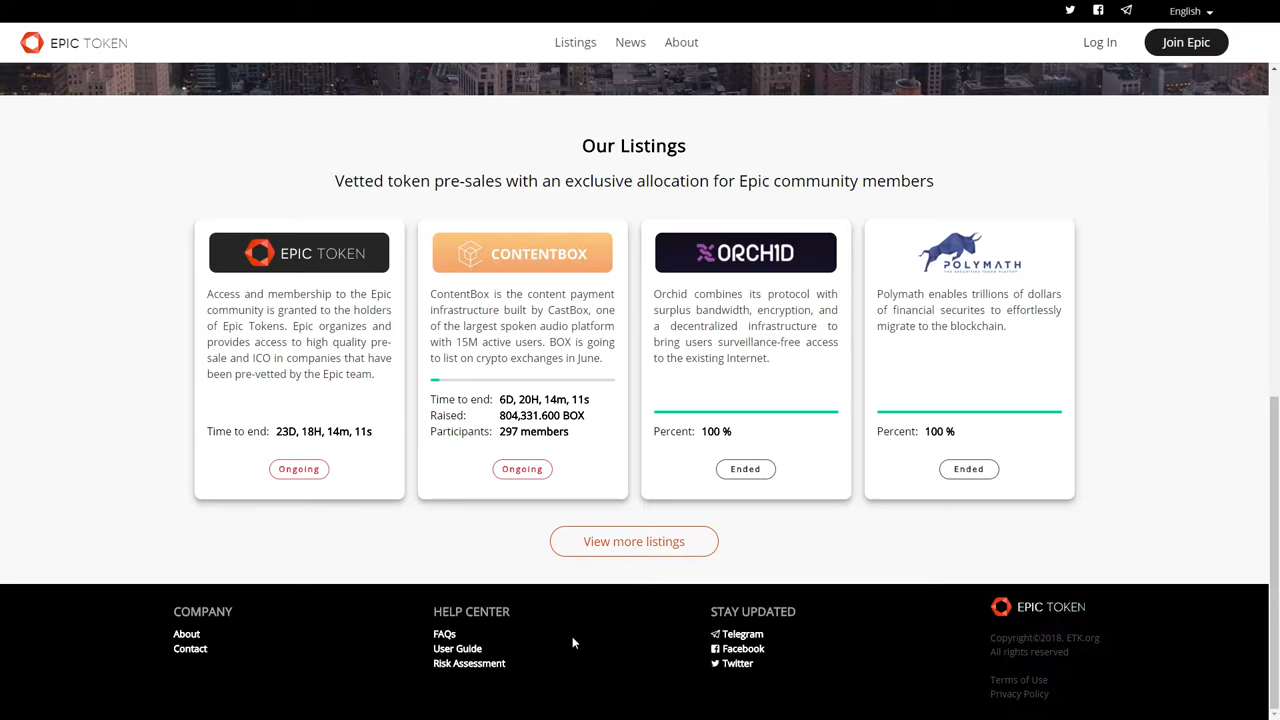 English
EPIC TOKEN
Listings News About
Log In
Join Epic
Our Listings
Vetted token pre-sales with an exclusive allocation for Epic community members
EPIC TOKEN
Access and membership to the Epic
community is granted to the holders
of Epic Tokens. Epic organizes and
provides access to high quality pre-
sale and ICO in companies that have
been pre-vetted by the Epic team.
Time to end: 23D, 18H, 14m, 11s
Ongoing
CONTENTBOX
ContentBox is the content payment
infrastructure built by CastBox, one
of the largest spoken audio platform
with 15M active users. BOX is going
to list on crypto exchanges in June.
Time to end: 6D, 20H, 14m, 11s
Raised: 804,331.600 BOX
Participants: 297 members
Ongoing
ORCH1D
Orchid combines its protocol with
surplus bandwidth, encryption, and
a decentralized infrastructure to
bring users surveillance-free access
to the existing Internet.
Percent: 100 %
Ended
POLYMATH
THE SECURITIES TOKEN PLATFORM
Polymath enables trillions of dollars
of financial securites to effortlessly
migrate to the blockchain.
Percent: 100 %
Ended
View more listings
COMPANY
About
Contact
HELP CENTER
FAQs
User Guide
Risk Assessment
STAY UPDATED
Telegram
Facebook
Twitter
EPIC TOKEN
Copyright©2018, ETK.org
All rights reserved
Terms of Use
Privacy Policy